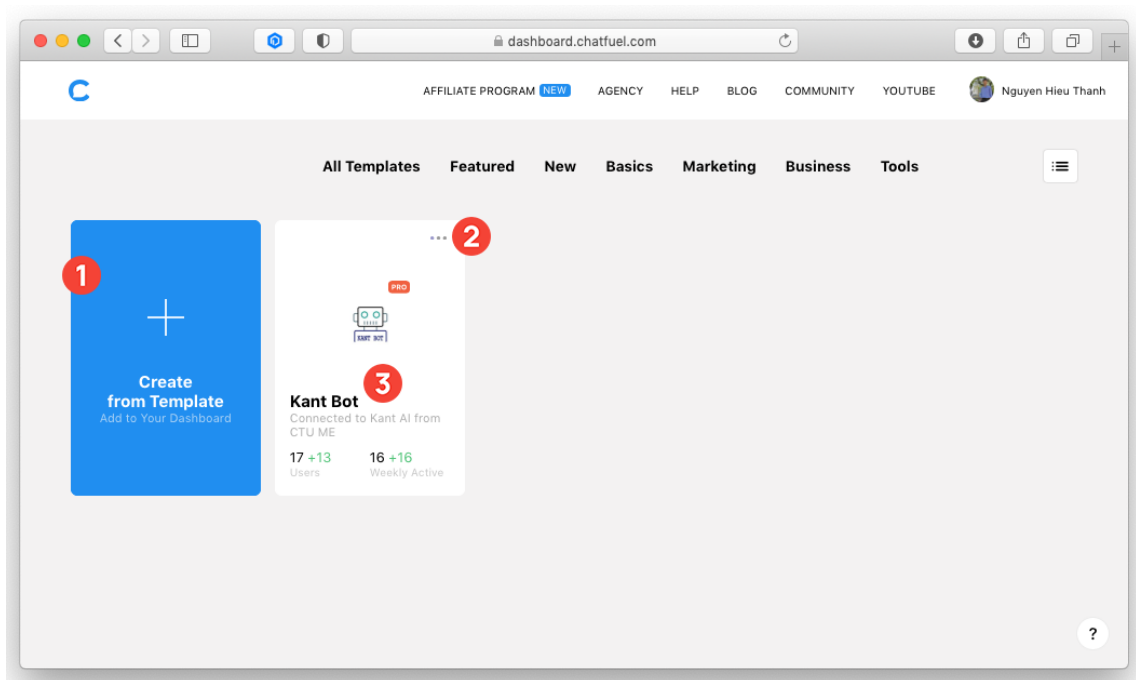 dashboard.chatfuel.com
AFFILIATE PROGRAM NEW AGENCY HELP BLOG COMMUNITY YOUTUBE Nguyen Hieu Thanh
All Templates Featured New Basics Marketing Business Tools
1
2
PRO
KANT BOT
3
Create
from Template
Add to Your Dashboard
Kant Bot
Connected to Kant AI from
CTU ME
17 +13 16 +16
Users Weekly Active
?